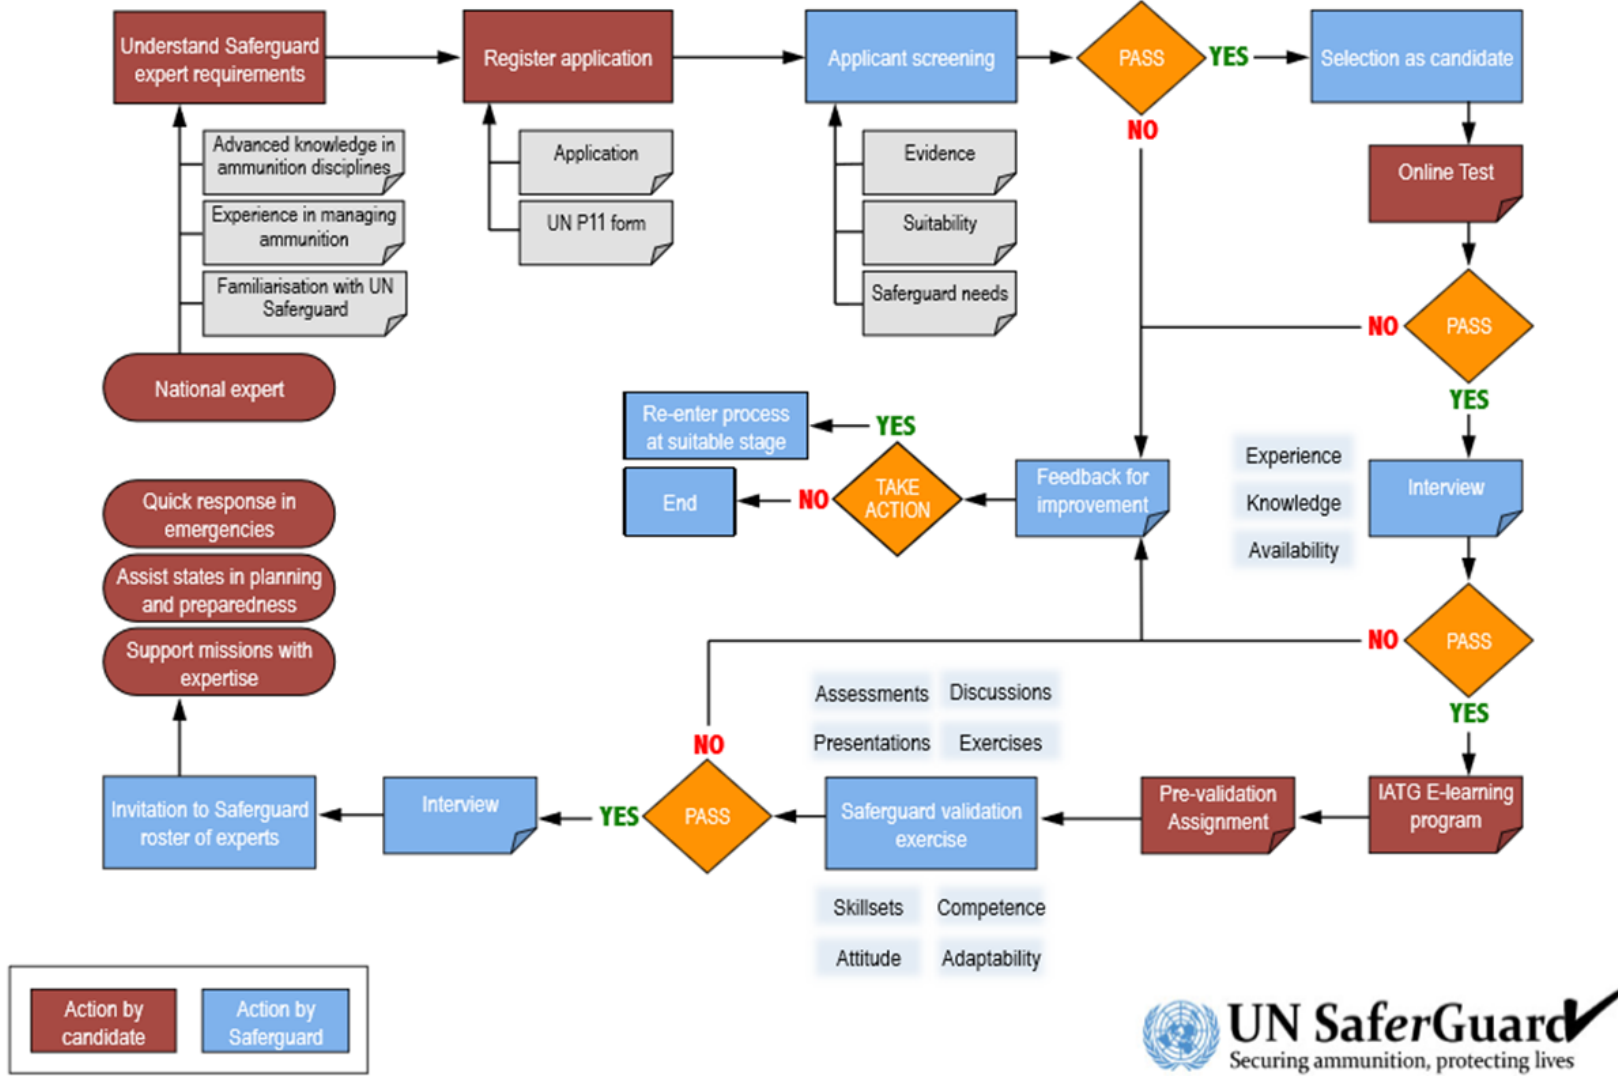 Understand Saferguard
expert requirements
Register application
Applicant screening
PASS
YES
Selection as candidate
NO
Advanced knowledge in
ammunition disciplines
Experience in managing
ammunition
Familiarisation with UN
Saferguard
National expert
Application
UN P11 form
Evidence
Suitability
Saferguard needs
Online Test
NO
PASS
YES
Re-enter process
at suitable stage
YES
End
NO
TAKE
ACTION
Feedback for
improvement
Experience
Knowledge
Availability
Interview
NO
PASS
YES
Quick response in
emergencies
Assist states in planning
and preparedness
Support missions with
expertise
Assessments
Discussions
Presentations
Exercises
NO
Invitation to Saferguard
roster of experts
Interview
YES
PASS
Saferguard validation
exercise
Pre-validation
Assignment
IATG E-learning
program
Skillsets
Competence
Attitude
Adaptability
Action by
candidate
Action by
Saferguard
UN SaferGuard
Securing ammunition, protecting lives